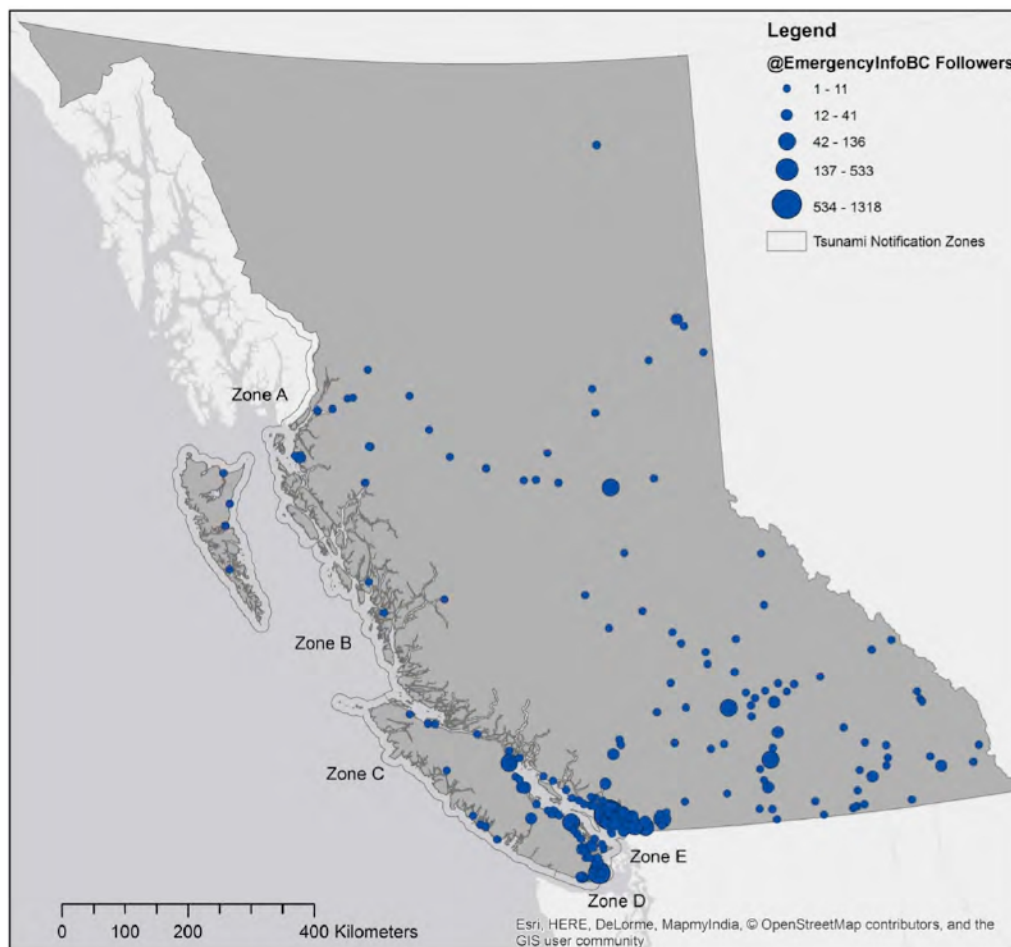 Legend
@EmergencyInfoBC Followers
1 - 11
12 - 41
42 - 136
137 - 533
534 - 1318
Tsunami Notification Zones
Zone A
Zone B
Zone C
Zone E
Zone D
0 100 200 400 Kilometers
Esri, HERE, DeLorme, MapmyIndia, © OpenStreetMap contributors, and the
GIS user community